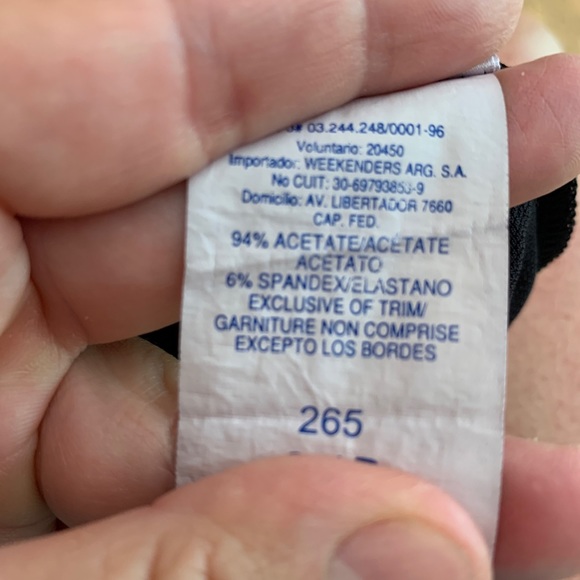 03.244.248/0001-96
Voluntario: 20450
Importador: WEEKENDERS ARG. S.A.
No CUIT: 30-69793853-9
Domicilio: AV. LIBERTADOR 7660
CAP. FED.
94% ACETATE/ACÉTATE
ACETATO
6% SPANDEX/ELASTANO
EXCLUSIVE OF TRIM/
GARNITURE NON COMPRISE
EXCEPTO LOS BORDES
265